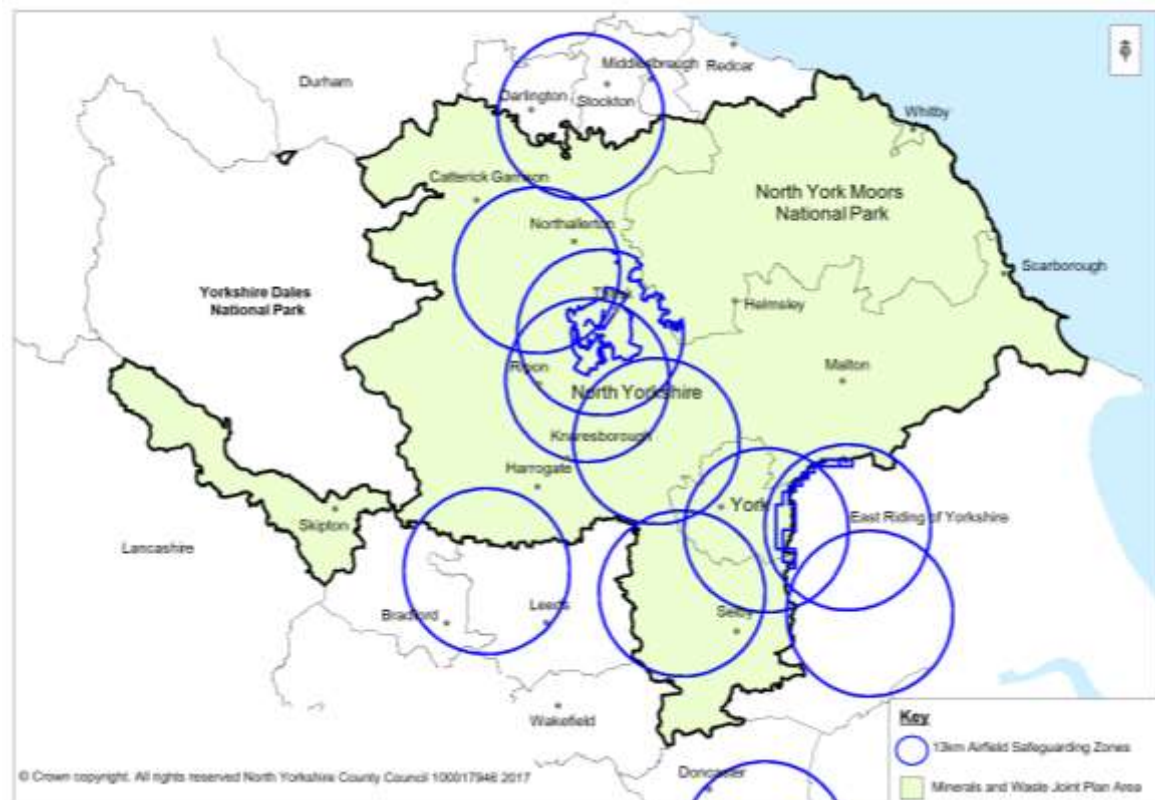 Durham
Middlesbrough
Redcar
Darlington
Stockton
Whitby
Catterick Garrison
North York Moors
National Park
Northallerton
Scarborough
Yorkshire Dales
National Park
Helmsley
Malton
Ripon
North Yorkshire
Knaresborough
Harrogate
York
East Riding of Yorkshire
Skipton
Lancashire
Bradford
Leeds
Selby
Wakefield
Key
13km Airfield Safeguarding Zones
Doncaster
Minerals and Waste Joint Plan Area
© Crown copyright. All rights reserved North Yorkshire County Council 100017946 2017